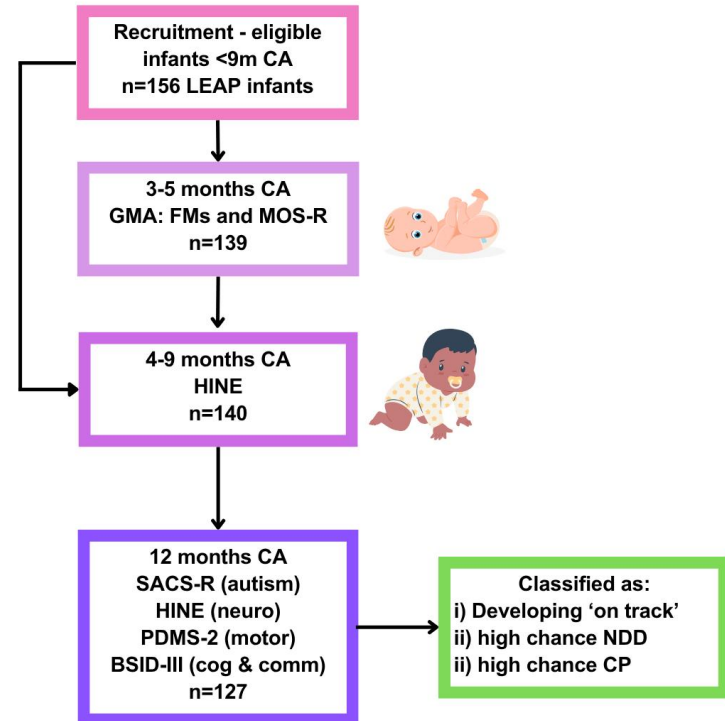 Recruitment - eligible
infants <9m CA
n=156 LEAP infants
3-5 months CA
GMA: FMs and MOS-R
n=139
4-9 months CA
HINE
n=140
12 months CA
SACS-R (autism)
HINE (neuro)
PDMS-2 (motor)
BSID-III (cog & comm)
n=127
Classified as:
i) Developing ‘on track’
ii) high chance NDD
ii) high chance CP